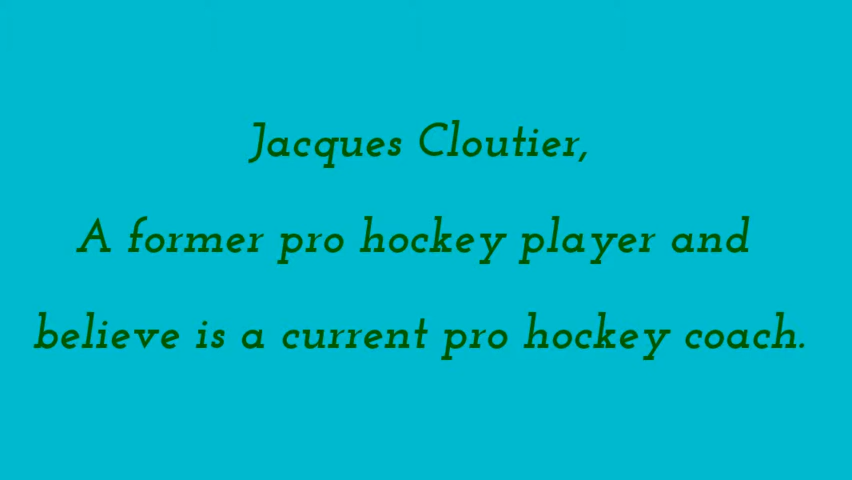 Jacques Cloutier,
A former pro hockey player and
believe is a current pro hockey coach.